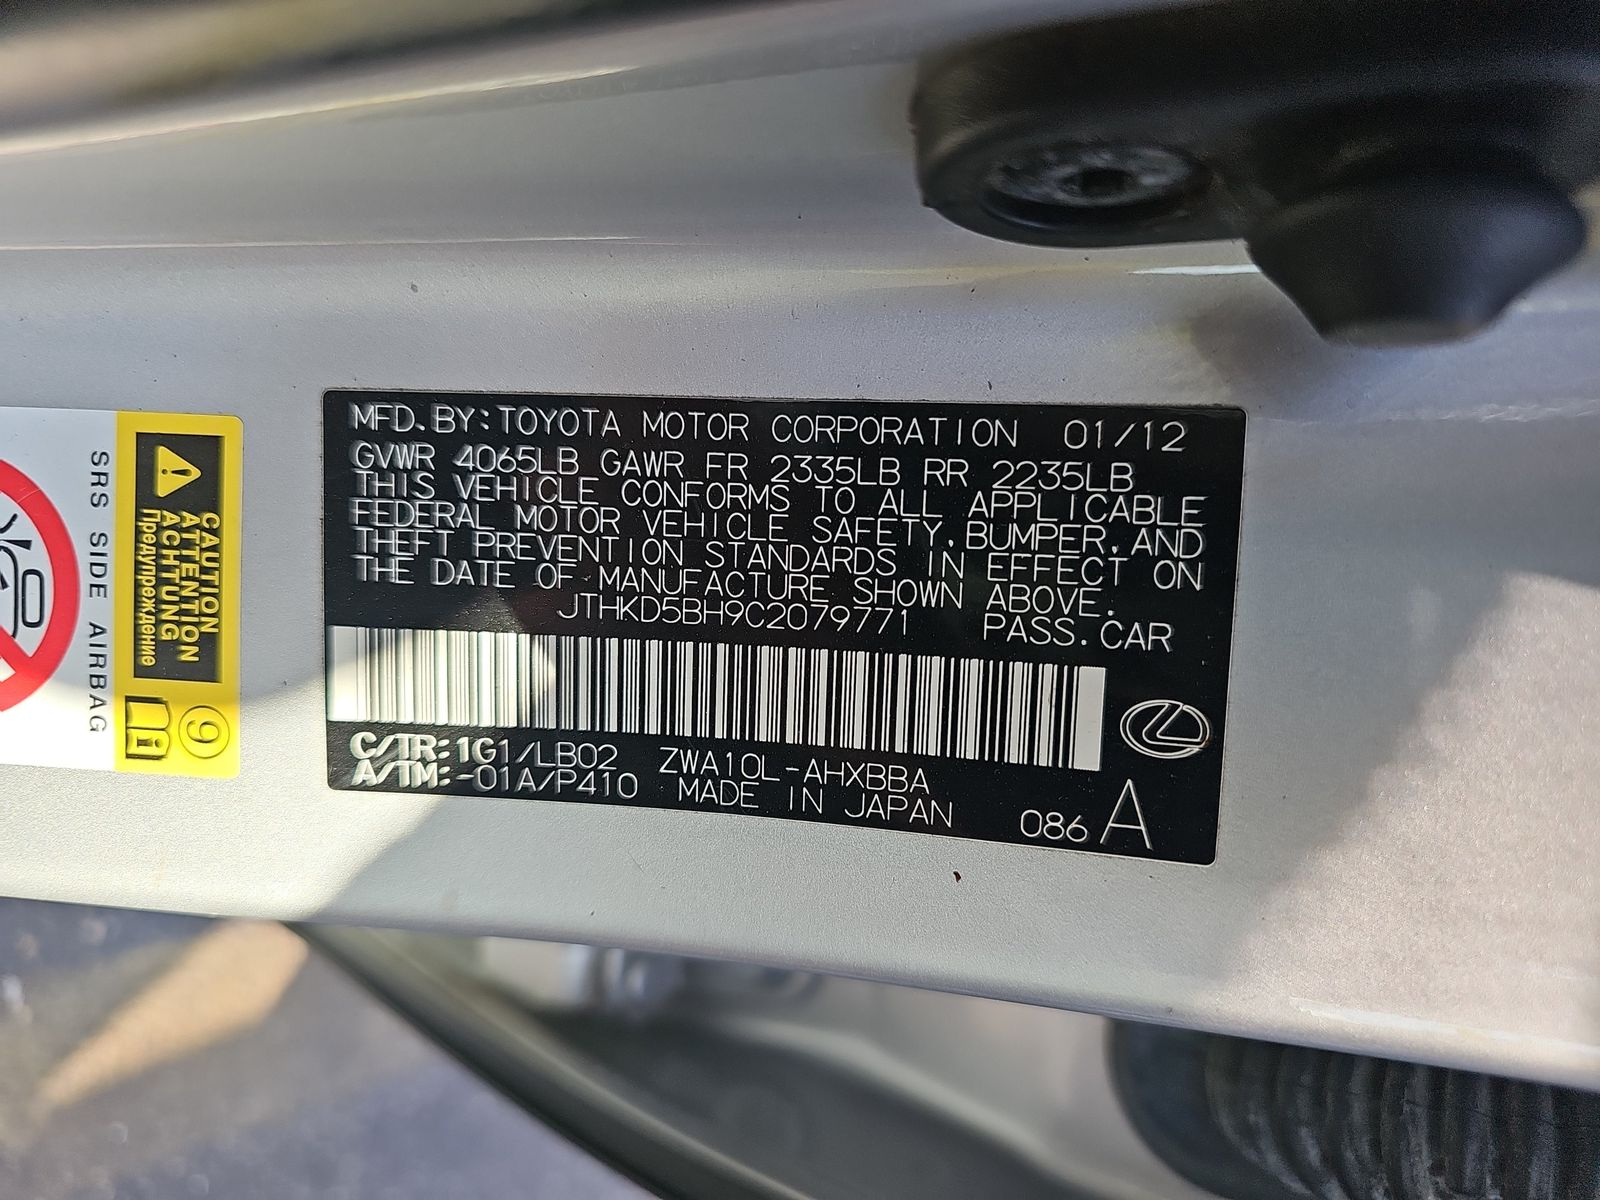 MFD. BY: TOYOTA MOTOR CORPORATION 01/12
GVWR 4065LB GAWR FR 2335LB RR 2235LB
THIS VEHICLE CONFORMS TO ALL APPLICABLE
FEDERAL MOTOR VEHICLE SAFETY, BUMPER, AND
THEFT PREVENTION STANDARDS IN EFFECT ON
THE DATE OF MANUFACTURE SHOWN ABOVE.
JTHKD5BH9C2079771 PASS. CAR
C/TR: 1G1/LB02 ZWA10L-AHXBBA
A/TM: -01A/P410 MADE IN JAPAN
086 A
CAUTION
ATTENTION
ACHTUNG
Предупреждение
9
SRS SIDE AIRBAG